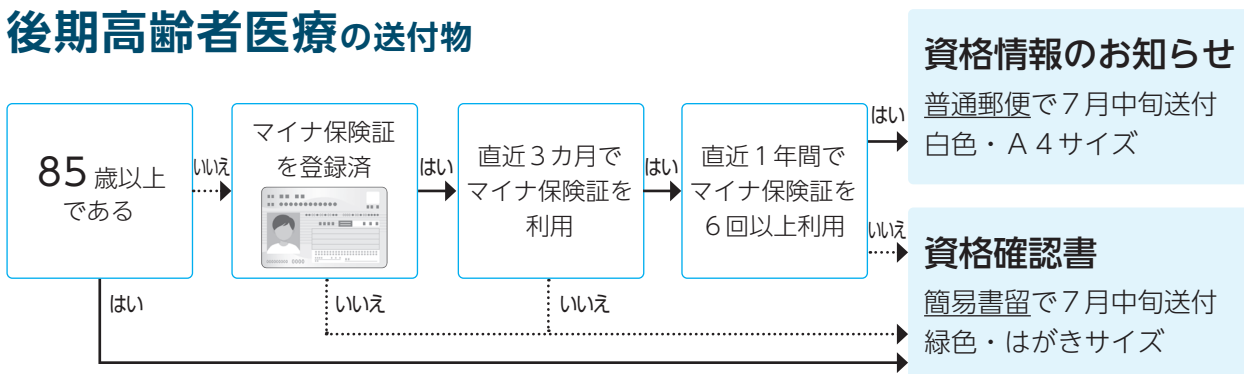 後期高齢者医療の送付物
85歳以上
である
いいえ
はい
マイナ保険証
を登録済
はい
いいえ
直近３カ月で
マイナ保険証を
利用
はい
いいえ
直近１年間で
マイナ保険証を
６回以上利用
はい
いいえ
資格情報のお知らせ
普通郵便で７月中旬送付
白色・Ａ４サイズ
資格確認書
簡易書留で７月中旬送付
緑色・はがきサイズ